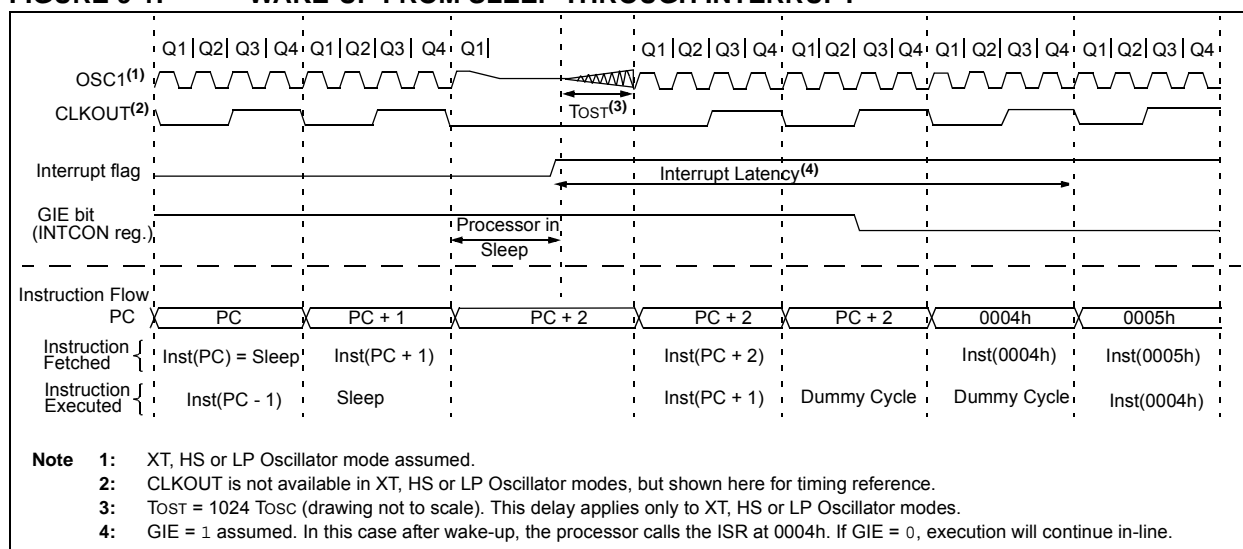 FIGURE 9-1: WAKE-UP FROM SLEEP THROUGH INTERRUPT
Q1 Q2 Q3 Q4 Q1 Q2 Q3 Q4 Q1 Q1 Q2 Q3 Q4 Q1 Q2 Q3 Q4 Q1 Q2 Q3 Q4 Q1 Q2 Q3 Q4
OSC1(1)
CLKOUT(2)
TOST(3)
Interrupt flag
Interrupt Latency(4)
GIE bit
(INTCON reg.)
Processor in
Sleep
Instruction Flow
PC PC PC + 1 PC + 2 PC + 2 PC + 2 0004h 0005h
Instruction
Fetched
Inst(PC) = Sleep Inst(PC + 1) Inst(PC + 2) Inst(0004h) Inst(0005h)
Instruction
Executed
Inst(PC - 1) Sleep Inst(PC + 1) Dummy Cycle Dummy Cycle Inst(0004h)
Note 1: XT, HS or LP Oscillator mode assumed.
2: CLKOUT is not available in XT, HS or LP Oscillator modes, but shown here for timing reference.
3: TOST = 1024 TOSC (drawing not to scale). This delay applies only to XT, HS or LP Oscillator modes.
4: GIE = 1 assumed. In this case after wake-up, the processor calls the ISR at 0004h. If GIE = 0, execution will continue in-line.